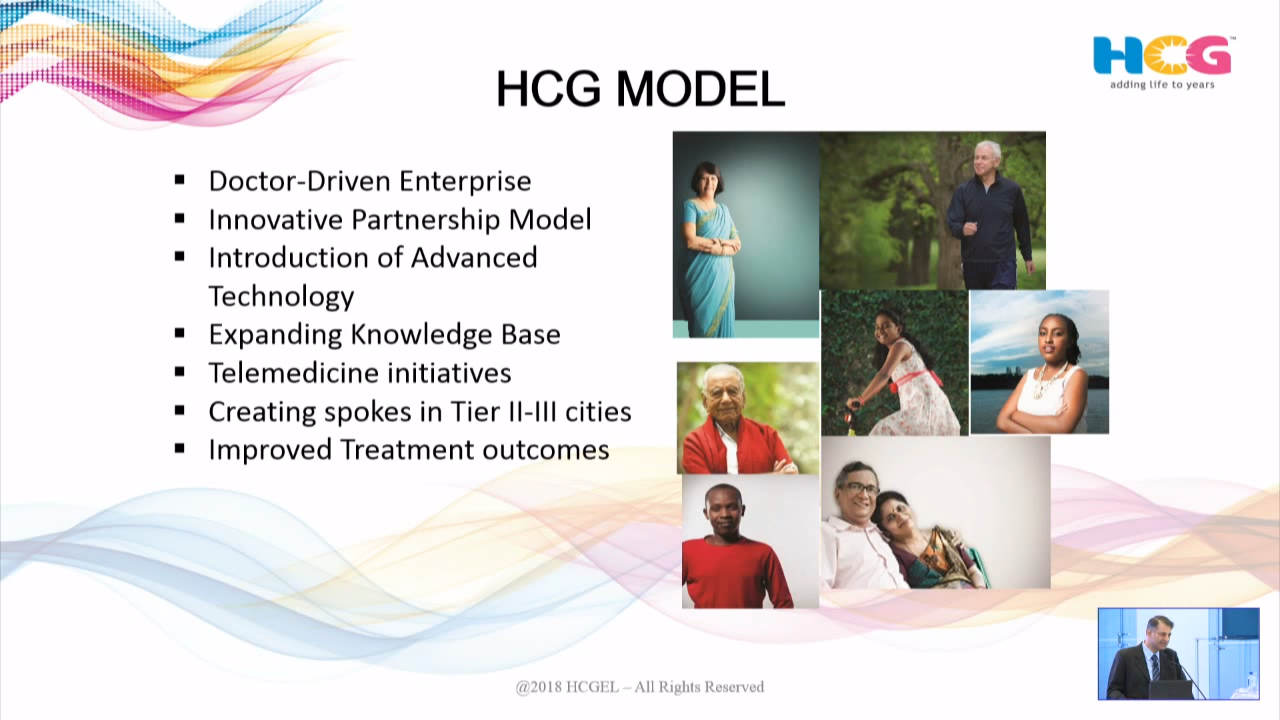 HCG™
adding life to years
HCG MODEL
▪ Doctor-Driven Enterprise
▪ Innovative Partnership Model
▪ Introduction of Advanced
Technology
▪ Expanding Knowledge Base
▪ Telemedicine initiatives
▪ Creating spokes in Tier II-III cities
▪ Improved Treatment outcomes
@2018 HCGEL – All Rights Reserved